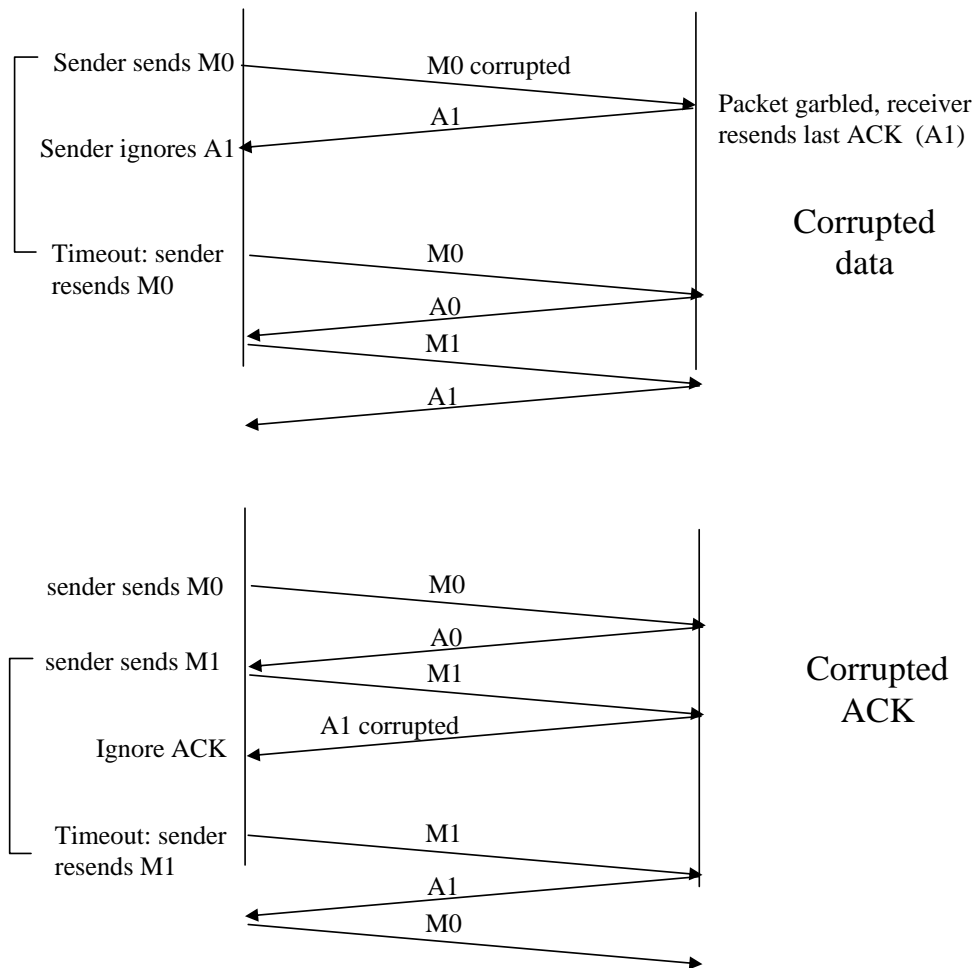 Sender sends M0
M0 corrupted
A1
Packet garbled, receiver
resends last ACK  (A1)
Sender ignores A1
Corrupted
data
Timeout: sender
resends M0
M0
A0
M1
A1
sender sends M0
M0
A0
sender sends M1
M1
Corrupted
ACK
A1 corrupted
Ignore ACK
Timeout: sender
resends M1
M1
A1
M0